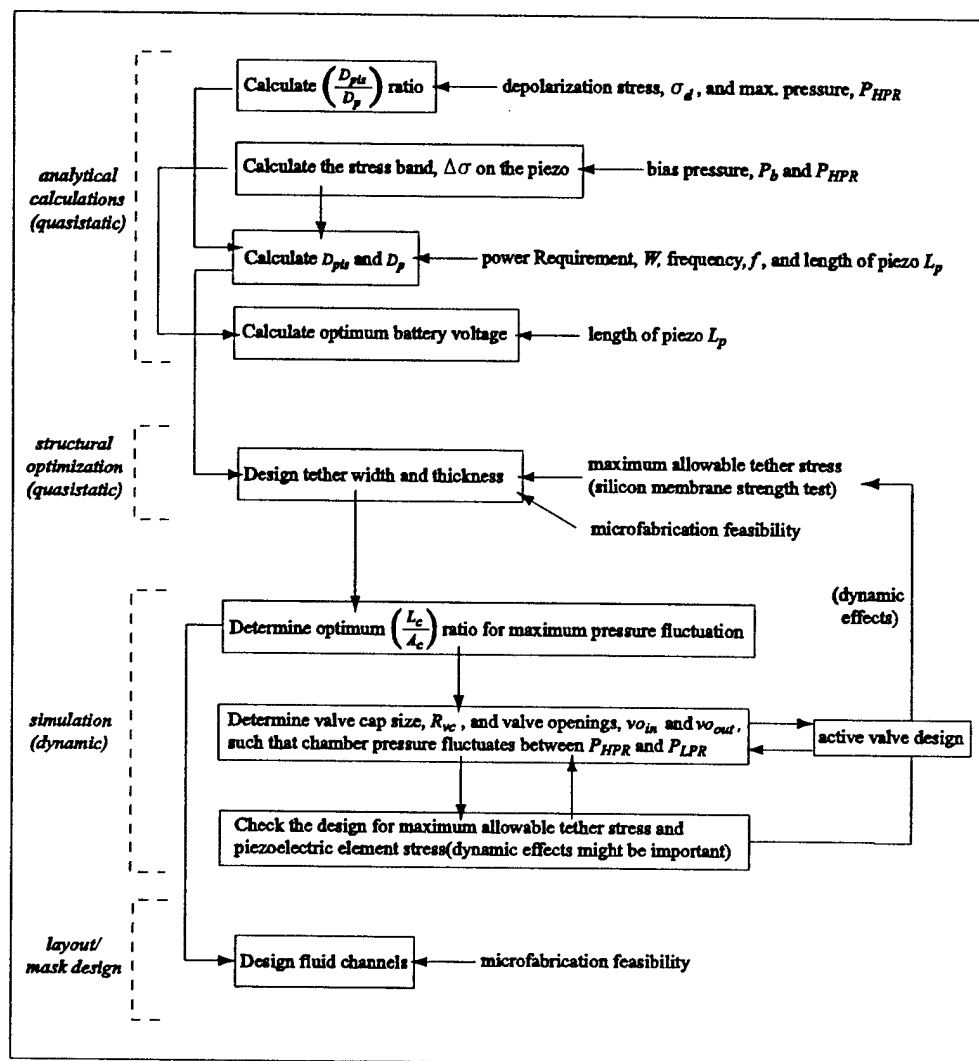 Calculate (D_pis / D_p) ratio
depolarization stress, σ_d, and max. pressure, P_HPR
analytical
calculations
(quasistatic)
Calculate the stress band, Δσ on the piezo
bias pressure, P_b and P_HPR
Calculate D_pis and D_p
power Requirement, W, frequency, f, and length of piezo L_p
Calculate optimum battery voltage
length of piezo L_p
structural
optimization
(quasistatic)
Design tether width and thickness
maximum allowable tether stress
(silicon membrane strength test)
microfabrication feasibility
(dynamic
effects)
Determine optimum (L_c / A_c) ratio for maximum pressure fluctuation
simulation
(dynamic)
Determine valve cap size, R_vc, and valve openings, vo_in and vo_out,
such that chamber pressure fluctuates between P_HPR and P_LPR
active valve design
Check the design for maximum allowable tether stress and
piezoelectric element stress(dynamic effects might be important)
layout/
mask design
Design fluid channels
microfabrication feasibility